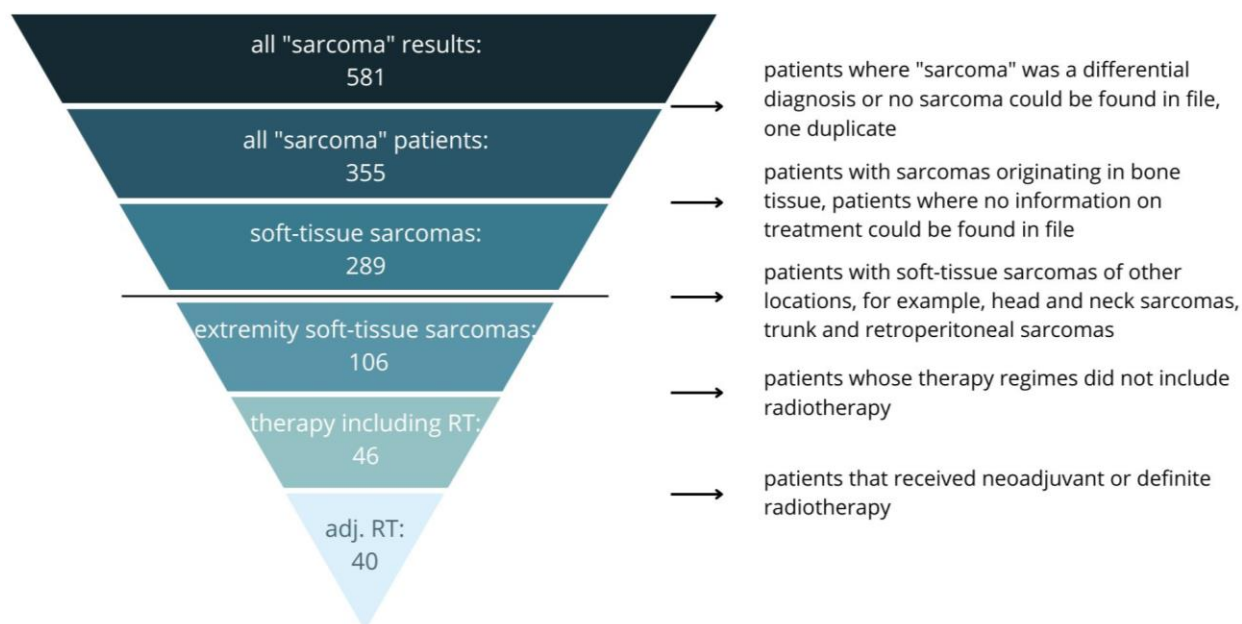 all "sarcoma" results:
581
patients where "sarcoma" was a differential
diagnosis or no sarcoma could be found in file,
one duplicate
all "sarcoma" patients:
355
patients with sarcomas originating in bone
tissue, patients where no information on
treatment could be found in file
soft-tissue sarcomas:
289
patients with soft-tissue sarcomas of other
locations, for example, head and neck sarcomas,
trunk and retroperitoneal sarcomas
extremity soft-tissue sarcomas:
106
patients whose therapy regimes did not include
radiotherapy
therapy including RT:
46
patients that received neoadjuvant or definite
radiotherapy
adj. RT:
40